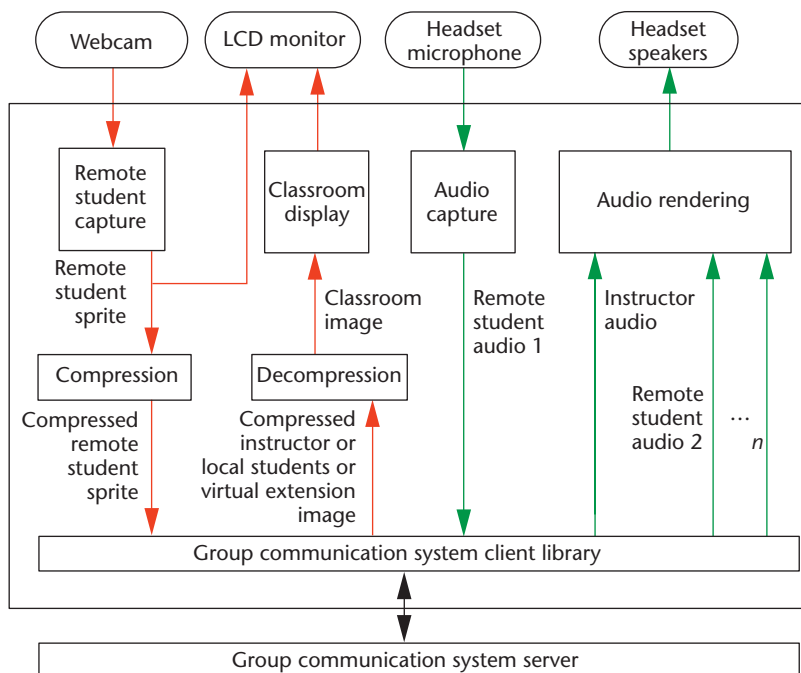 Webcam
LCD monitor
Headset
microphone
Headset
speakers
Remote
student
capture
Classroom
display
Audio
capture
Audio rendering
Remote
student
sprite
Classroom
image
Remote
student
audio 1
Instructor
audio
Compression
Decompression
Compressed
remote
student
sprite
Compressed
instructor or
local students or
virtual extension
image
Remote
student
audio 2
...
n
Group communication system client library
Group communication system server